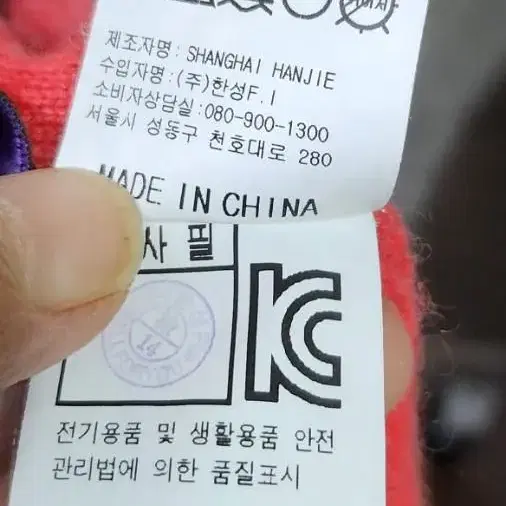 제조자명: SHANGHAI HANJIE
수입자명: (주)한성F.I
소비자상담실: 080-900-1300
서울시 성동구 천호대로 280
MADE IN CHINA
사 필
14
KC
전기용품 및 생활용품 안전
관리법에 의한 품질표시